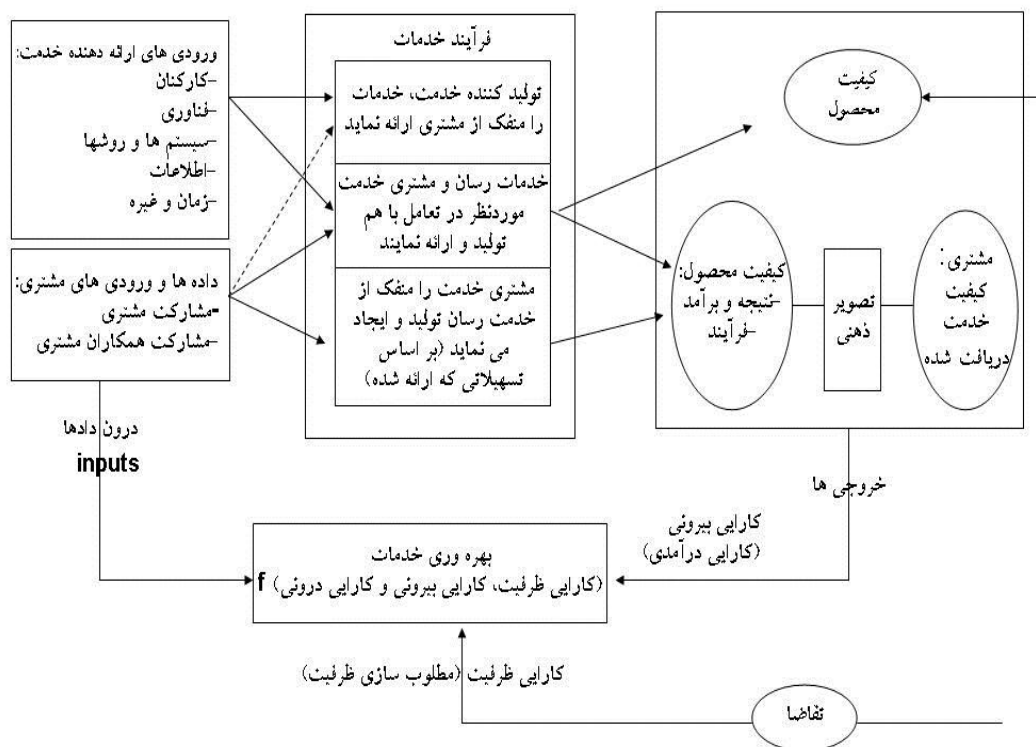 ورودی های ارائه دهنده خدمت:
-کارکنان
-فناوری
-سیستم ها و روشها
-اطلاعات
-زمان و غیره
داده ها و ورودی های مشتری:
-مشارکت مشتری
-مشارکت همکاران مشتری
فرآیند خدمات
تولید کننده خدمت، خدمات
را منفک از مشتری ارائه نماید
خدمات رسان و مشتری خدمت
موردنظر در تعامل با هم
تولید و ارائه نمایند
مشتری خدمت را منفک از
خدمت رسان تولید و ایجاد
می نماید (بر اساس
تسهیلاتی که ارائه شده)
کیفیت
محصول
کیفیت محصول:
-نتیجه و برآمد
-فرآیند
تصویر
ذهنی
مشتری:
کیفیت
خدمت
دریافت شده
درون دادها
inputs
خروجی ها
کارایی بیرونی
(کارایی درآمدی)
بهره وری خدمات
f (کارایی ظرفیت، کارایی بیرونی و کارایی درونی)
کارایی ظرفیت (مطلوب سازی ظرفیت)
تقاضا